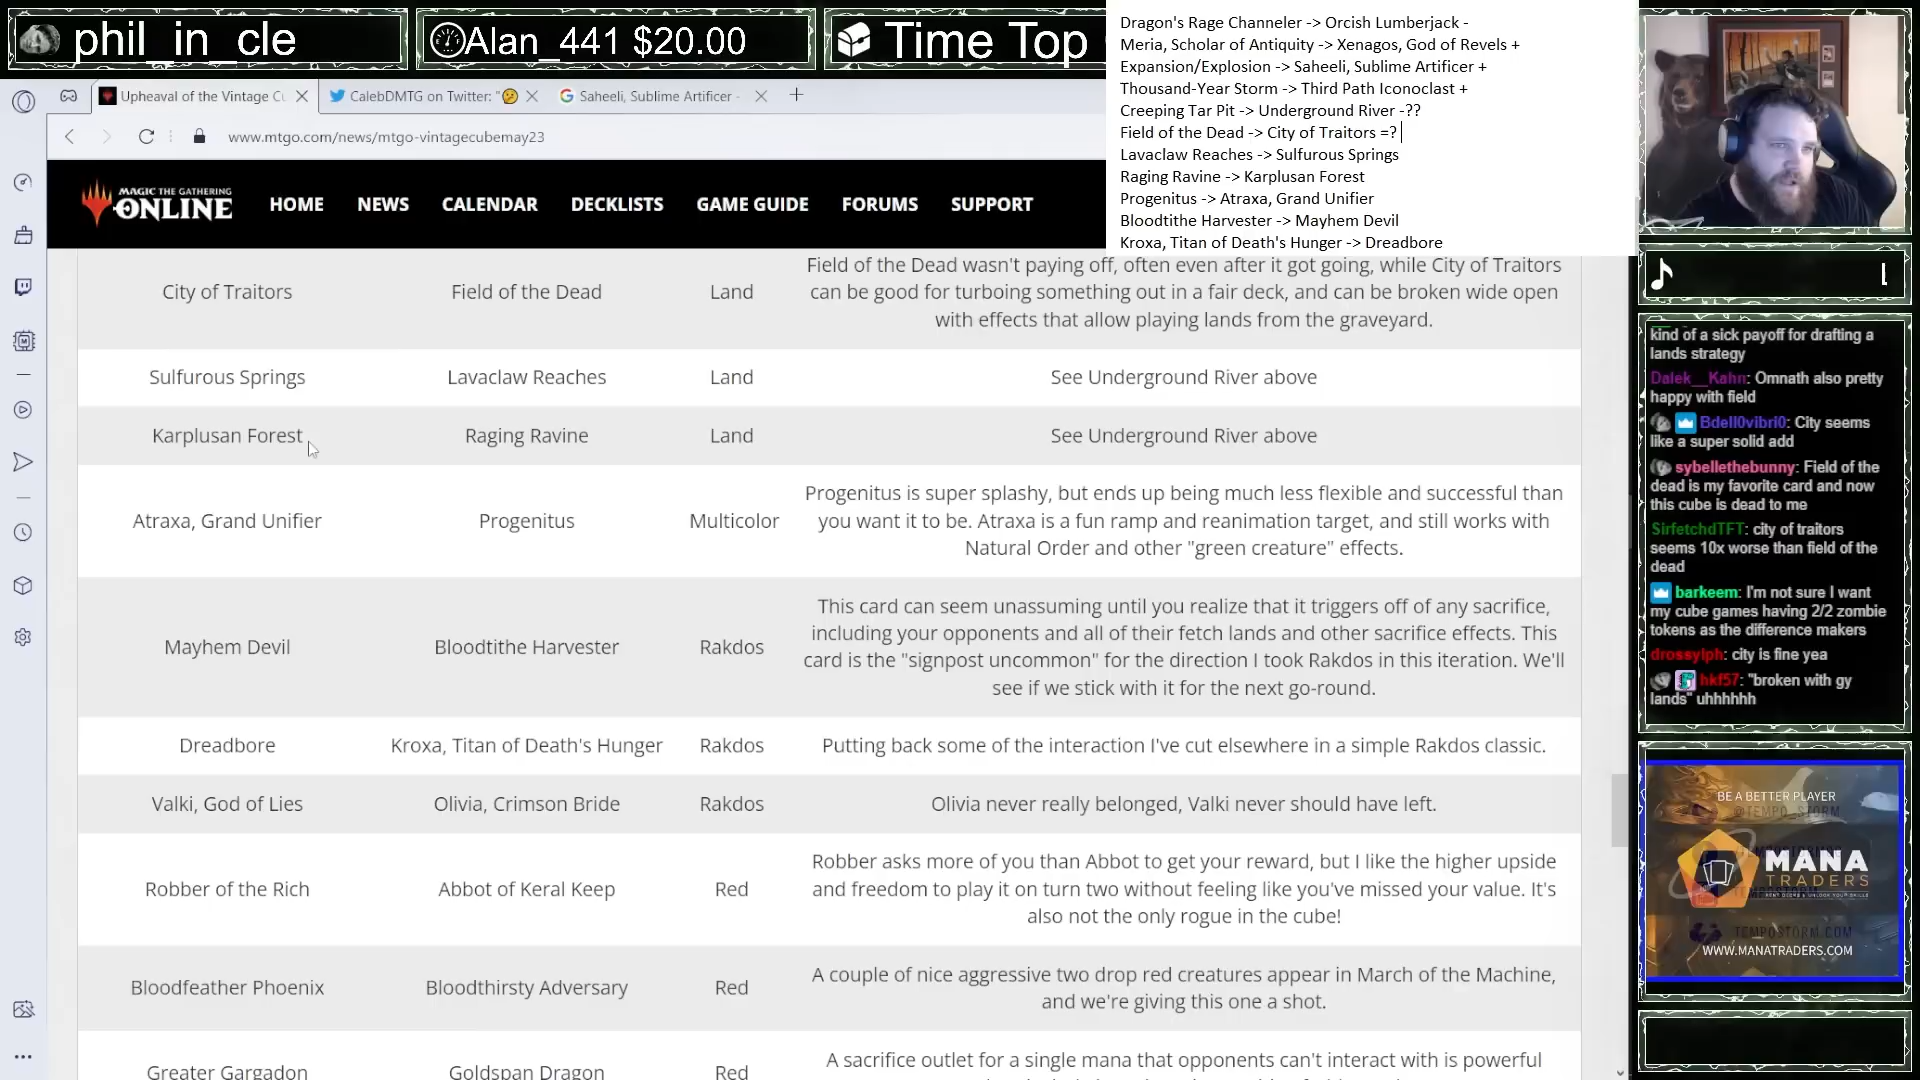 phil_in_cle
Alan_441 $20.00
Time Top
Dragon's Rage Channeler -> Orcish Lumberjack -
Meria, Scholar of Antiquity -> Xenagos, God of Revels +
Expansion/Explosion -> Saheeli, Sublime Artificer +
Thousand-Year Storm -> Third Path Iconoclast +
Creeping Tar Pit -> Underground River -??
Field of the Dead -> City of Traitors =?
Lavaclaw Reaches -> Sulfurous Springs
Raging Ravine -> Karplusan Forest
Progenitus -> Atraxa, Grand Unifier
Bloodtithe Harvester -> Mayhem Devil
Kroxa, Titan of Death's Hunger -> Dreadbore
Upheaval of the Vintage Cu
CalebDMTG on Twitter: "🤔
Saheeli, Sublime Artificer -
www.mtgo.com/news/mtgo-vintagecubemay23
MAGIC THE GATHERING
ONLINE
HOME NEWS CALENDAR DECKLISTS GAME GUIDE FORUMS SUPPORT
Field of the Dead wasn't paying off, often even after it got going, while City of Traitors
City of Traitors Field of the Dead Land can be good for turboing something out in a fair deck, and can be broken wide open
with effects that allow playing lands from the graveyard.
Sulfurous Springs Lavaclaw Reaches Land See Underground River above
Karplusan Forest Raging Ravine Land See Underground River above
Progenitus is super splashy, but ends up being much less flexible and successful than
Atraxa, Grand Unifier Progenitus Multicolor you want it to be. Atraxa is a fun ramp and reanimation target, and still works with
Natural Order and other "green creature" effects.
This card can seem unassuming until you realize that it triggers off of any sacrifice,
including your opponents and all of their fetch lands and other sacrifice effects. This
Mayhem Devil Bloodtithe Harvester Rakdos
card is the "signpost uncommon" for the direction I took Rakdos in this iteration. We'll
see if we stick with it for the next go-round.
Dreadbore Kroxa, Titan of Death's Hunger Rakdos Putting back some of the interaction I've cut elsewhere in a simple Rakdos classic.
Valki, God of Lies Olivia, Crimson Bride Rakdos Olivia never really belonged, Valki never should have left.
Robber asks more of you than Abbot to get your reward, but I like the higher upside
Robber of the Rich Abbot of Keral Keep Red and freedom to play it on turn two without feeling like you've missed your value. It's
also not the only rogue in the cube!
A couple of nice aggressive two drop red creatures appear in March of the Machine,
Bloodfeather Phoenix Bloodthirsty Adversary Red
and we're giving this one a shot.
A sacrifice outlet for a single mana that opponents can't interact with is powerful
Greater Gargadon Goldspan Dragon Red
kind of a sick payoff for drafting a
lands strategy
Dalek__Kahn: Omnath also pretty
happy with field
Bdell0vibri0: City seems
like a super solid add
sybellethebunny: Field of the
dead is my favorite card and now
this cube is dead to me
SirfetchdTFT: city of traitors
seems 10x worse than field of the
dead
barkeem: I'm not sure I want
my cube games having 2/2 zombie
tokens as the difference makers
drossylph: city is fine yea
hkf57: "broken with gy
lands" uhhhhhh
BE A BETTER PLAYER
@TEMPO_STORM
MANA
TRADERS
TEMPOSTORM.COM
WWW.MANATRADERS.COM